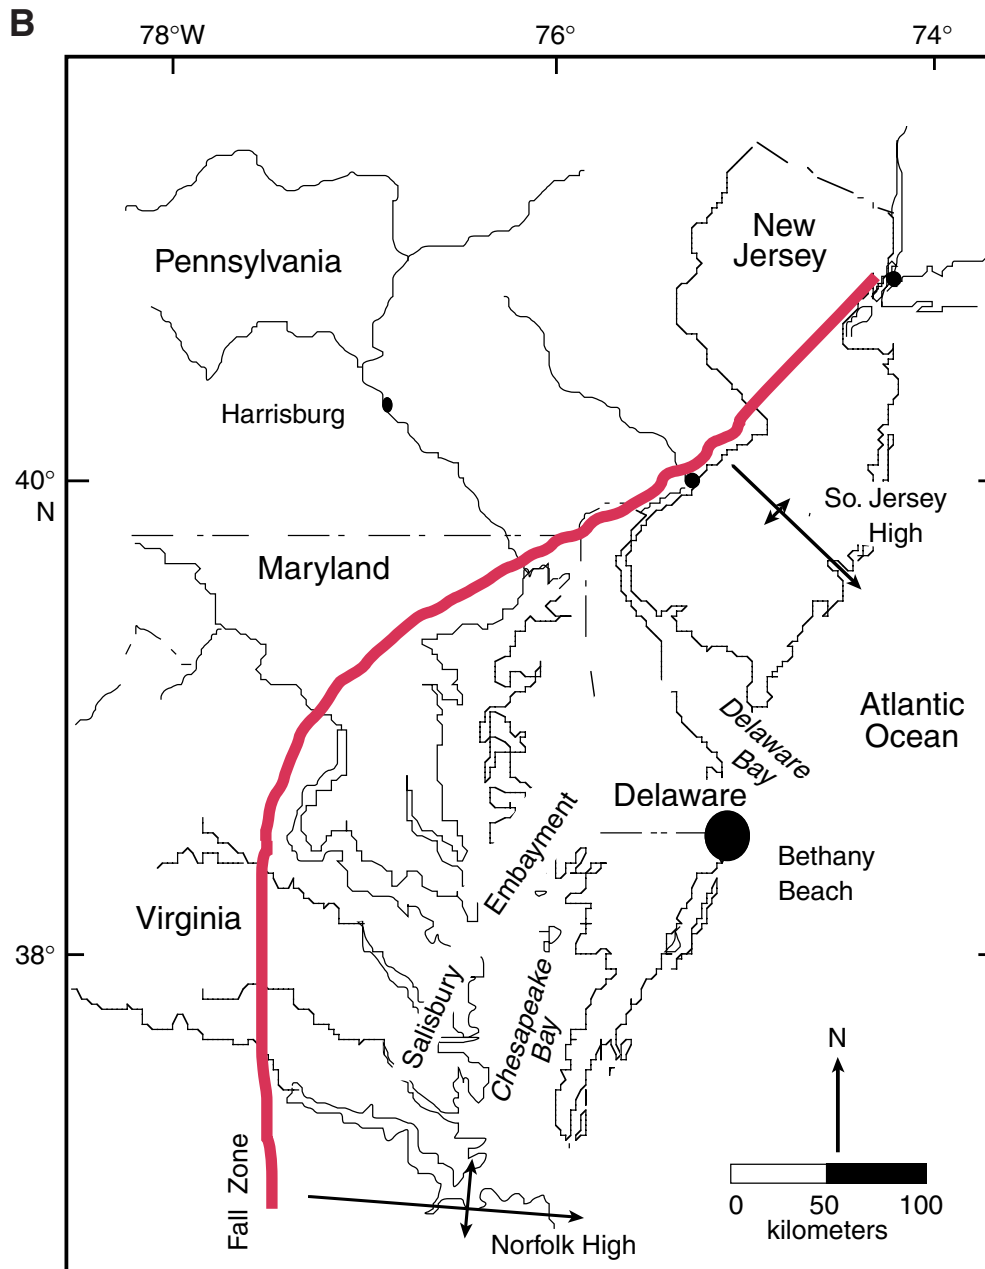 B
78°W
76°
74°
New
Jersey
Pennsylvania
Harrisburg
40°
N
So. Jersey
High
Maryland
Atlantic
Ocean
Delaware
Bay
Delaware
Embayment
Bethany
Beach
Virginia
38°
Salisbury
Chesapeake
Bay
N
Fall Zone
0 50 100
kilometers
Norfolk High